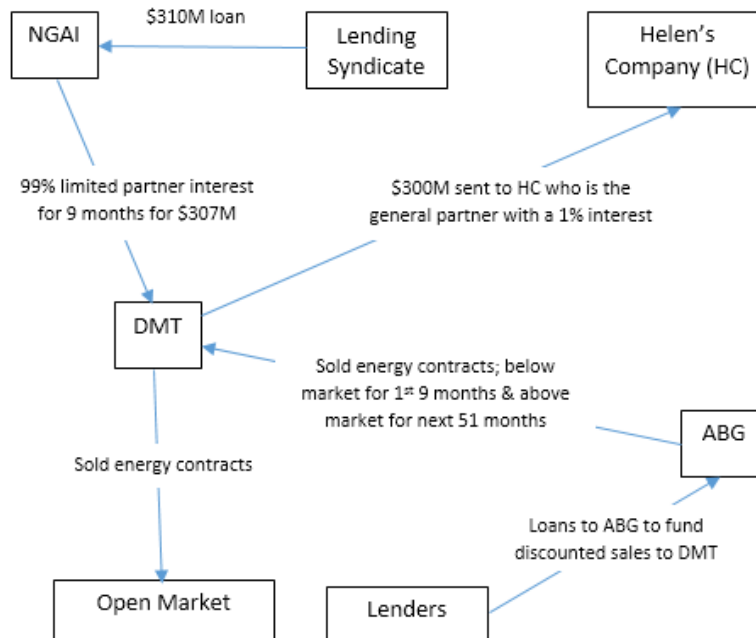 $310M loan
NGAI
Lending
Syndicate
Helen's
Company (HC)
99% limited partner interest
for 9 months for $307M
$300M sent to HC who is the
general partner with a 1% interest
DMT
Sold energy contracts; below
market for 1st 9 months & above
market for next 51 months
ABG
Sold energy contracts
Loans to ABG to fund
discounted sales to DMT
Open Market
Lenders